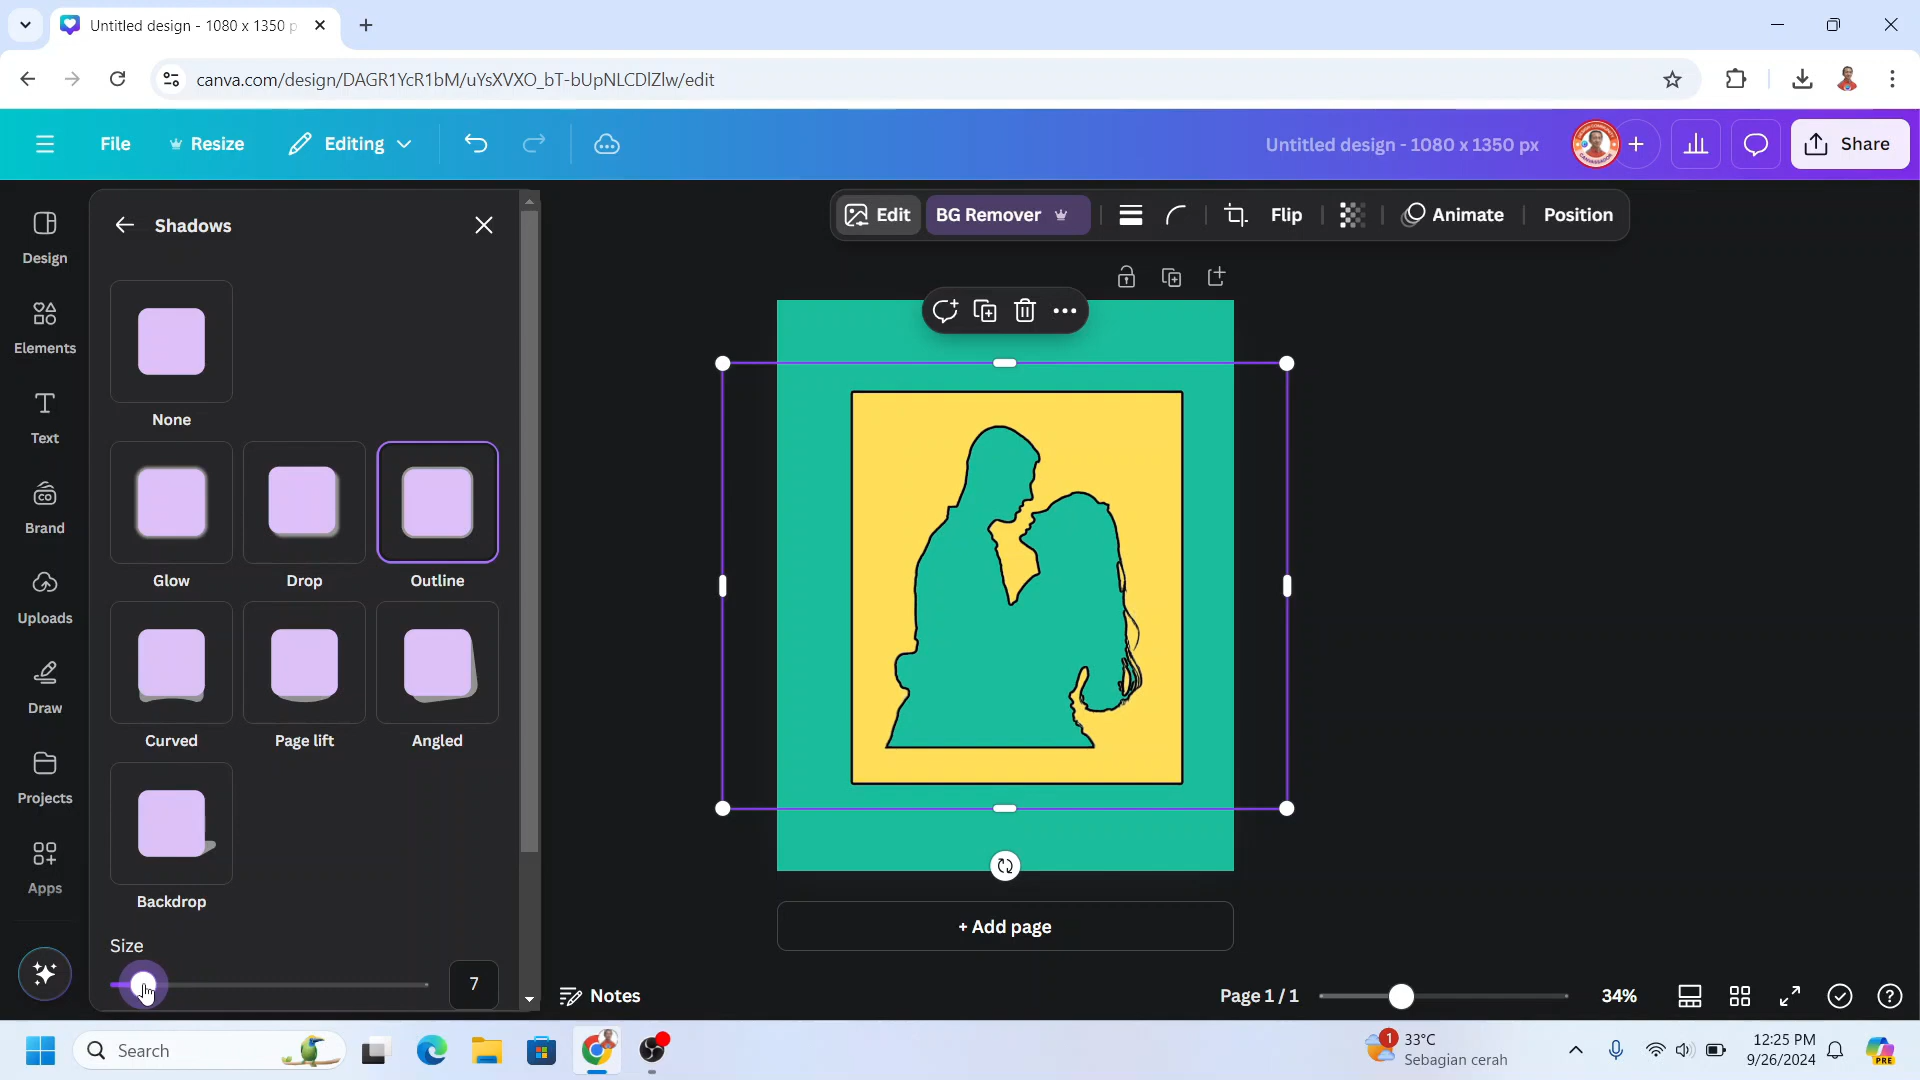 Untitled design - 1080 x 1350 p
canva.com/design/DAGR1YcR1bM/uYsXVXO_bT-bUpNLCDlZlw/edit
File
Resize
Editing
Untitled design - 1080 x 1350 px
Share
Design
Elements
Text
Brand
Uploads
Draw
Projects
Apps
Shadows
None
Glow
Drop
Outline
Curved
Page lift
Angled
Backdrop
Size
7
Edit
BG Remover
Flip
Animate
Position
+ Add page
Notes
Page 1 / 1
34%
Search
1
33°C
Sebagian cerah
12:25 PM
9/26/2024
PRE